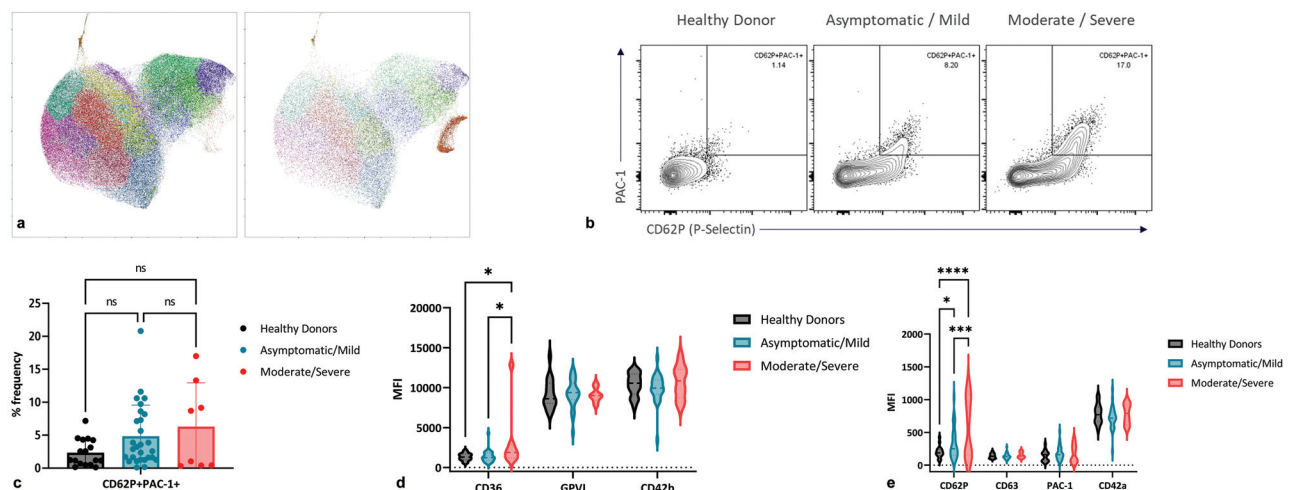 a
b
Healthy Donor
Asymptomatic / Mild
Moderate / Severe
CD62P+PAC-1+
1.14
CD62P+PAC-1+
8.20
CD62P+PAC-1+
17.0
PAC-1
CD62P (P-Selectin)
c
ns
ns
ns
% frequency
25
20
15
10
5
0
CD62P+PAC-1+
Healthy Donors
Asymptomatic/Mild
Moderate/Severe
d
*
*
MFI
20000
15000
10000
5000
0
CD36
GPVI
CD42b
Healthy Donors
Asymptomatic/Mild
Moderate/Severe
e
****
*
***
MFI
2000
1500
1000
500
0
CD62P
CD63
PAC-1
CD42a
Healthy Donors
Asymptomatic/Mild
Moderate/Severe